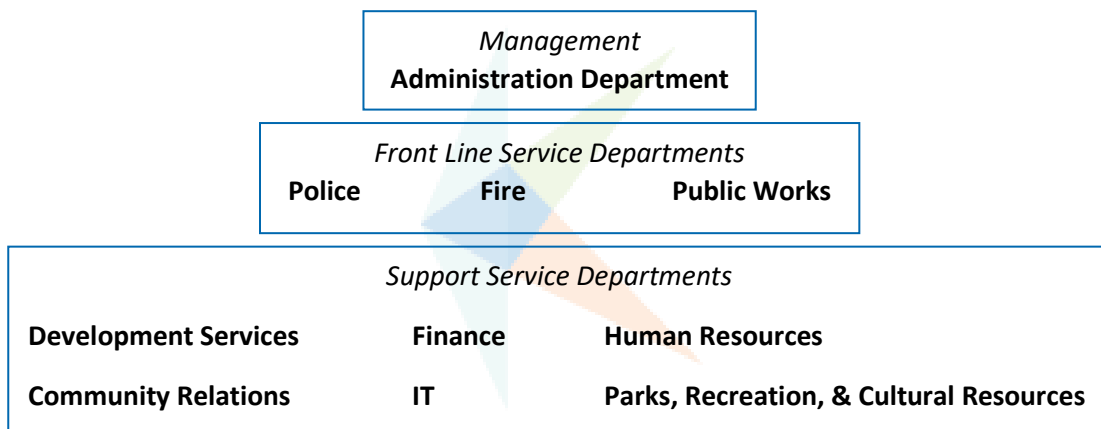 Management
Administration Department
Front Line Service Departments
Police Fire Public Works
Support Service Departments
Development Services Finance Human Resources
Community Relations IT Parks, Recreation, & Cultural Resources